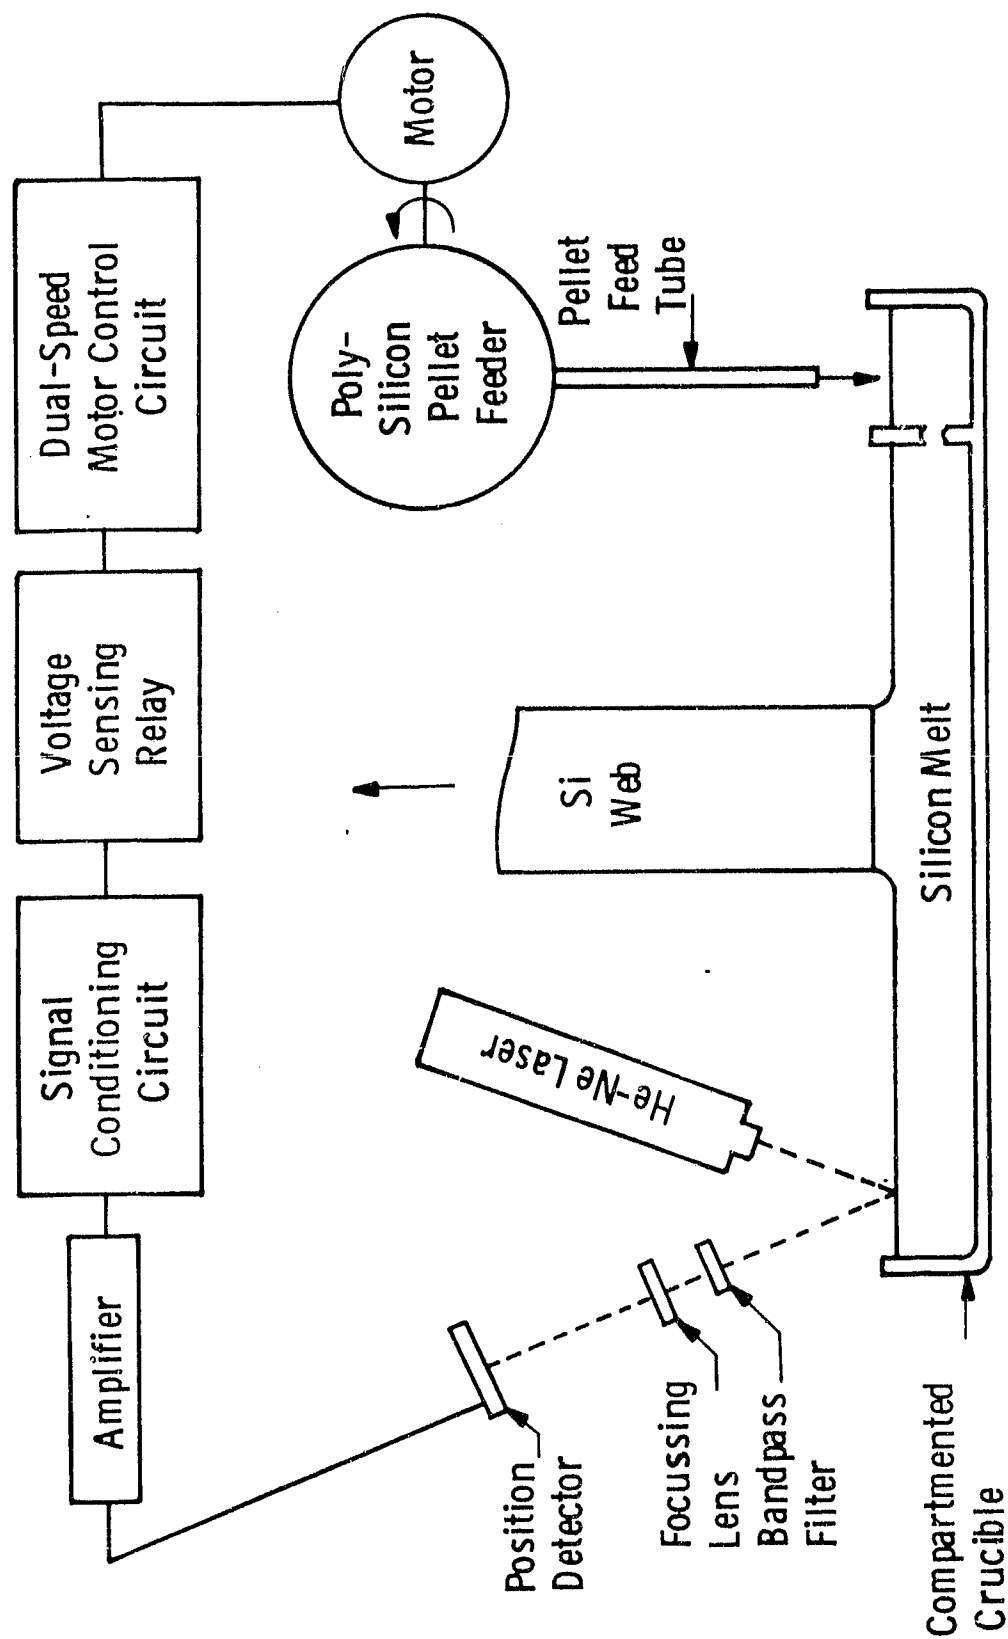 Amplifier
Signal
Conditioning
Circuit
Voltage
Sensing
Relay
Dual-Speed
Motor Control
Circuit
Motor
Poly-
Silicon
Pellet
Feeder
Pellet
Feed
Tube
Si
Web
He-Ne Laser
Position
Detector
Focussing
Lens
Bandpass
Filter
Silicon Melt
Compartmented
Crucible